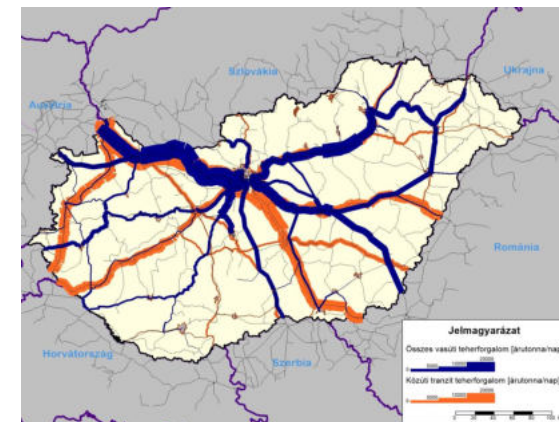 Szlovákia
Ukrajna
Ausztria
Románia
Horvátország
Szerbia
Jelmagyarázat
Összes vasúti teherforgalom [árutonna/nap]
Közúti tranzit teherforgalom [árutonna/nap]